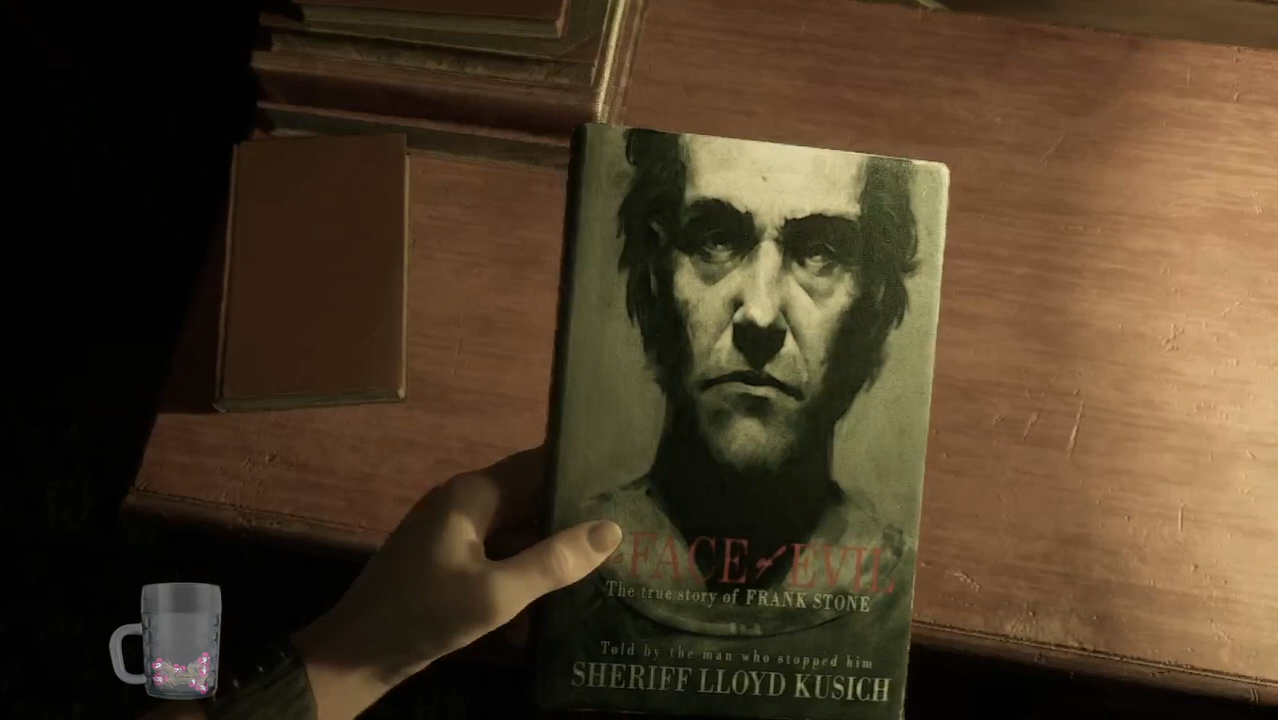 FACE of EVIL
The true story of FRANK STONE
Told by the man who stopped him
SHERIFF LLOYD KUSICH